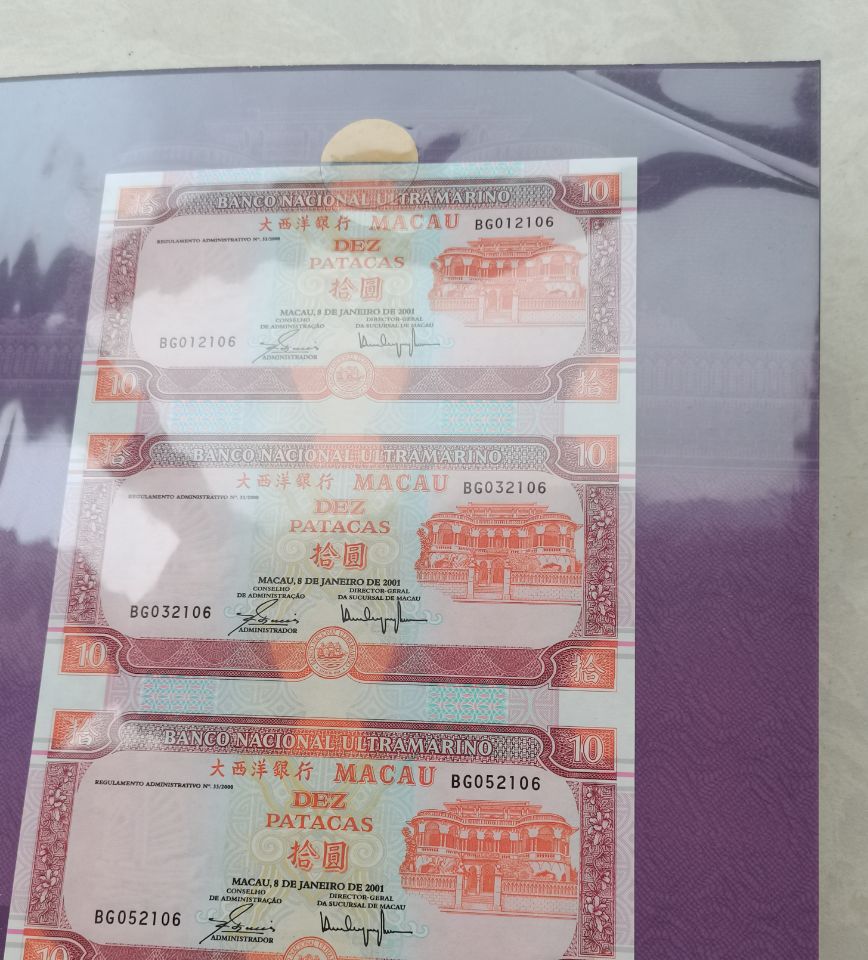 拾 BANCO NACIONAL ULTRAMARINO 10
大西洋銀行 MACAU BG012106
REGULAMENTO ADMINISTRATIVO Nº. 33/2000
DEZ
PATACAS
拾圓
MACAU, 8 DE JANEIRO DE 2001
CONSELHO DE ADMINISTRAÇÃO
DIRECTOR-GERAL DA SUCURSAL DE MACAU
BG012106
ADMINISTRADOR
10 拾
拾 BANCO NACIONAL ULTRAMARINO 10
大西洋銀行 MACAU BG032106
REGULAMENTO ADMINISTRATIVO Nº. 33/2000
DEZ
PATACAS
拾圓
MACAU, 8 DE JANEIRO DE 2001
CONSELHO DE ADMINISTRAÇÃO
DIRECTOR-GERAL DA SUCURSAL DE MACAU
BG032106
ADMINISTRADOR
10 拾
拾 BANCO NACIONAL ULTRAMARINO 10
大西洋銀行 MACAU BG052106
REGULAMENTO ADMINISTRATIVO Nº. 33/2000
DEZ
PATACAS
拾圓
MACAU, 8 DE JANEIRO DE 2001
CONSELHO DE ADMINISTRAÇÃO
DIRECTOR-GERAL DA SUCURSAL DE MACAU
BG052106
ADMINISTRADOR
10